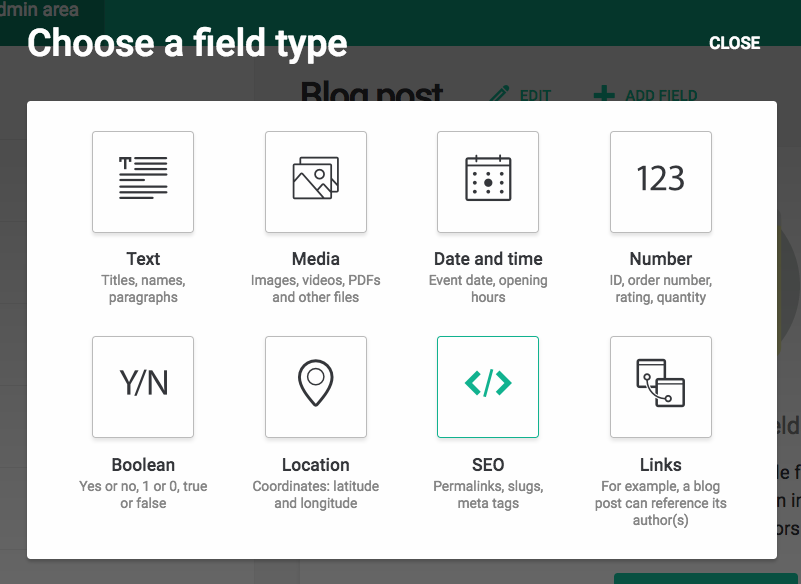 dmin area
Choose a field type
CLOSE
Blog post
EDIT
ADD FIELD
T
123
Text
Media
Date and time
Number
Titles, names,
paragraphs
Images, videos, PDFs
and other files
Event date, opening
hours
ID, order number,
rating, quantity
Y/N
</>
Boolean
Location
SEO
Links
Yes or no, 1 or 0, true
or false
Coordinates: latitude
and longitude
Permalinks, slugs,
meta tags
For example, a blog
post can reference its
author(s)
eld
le f
n in
ors